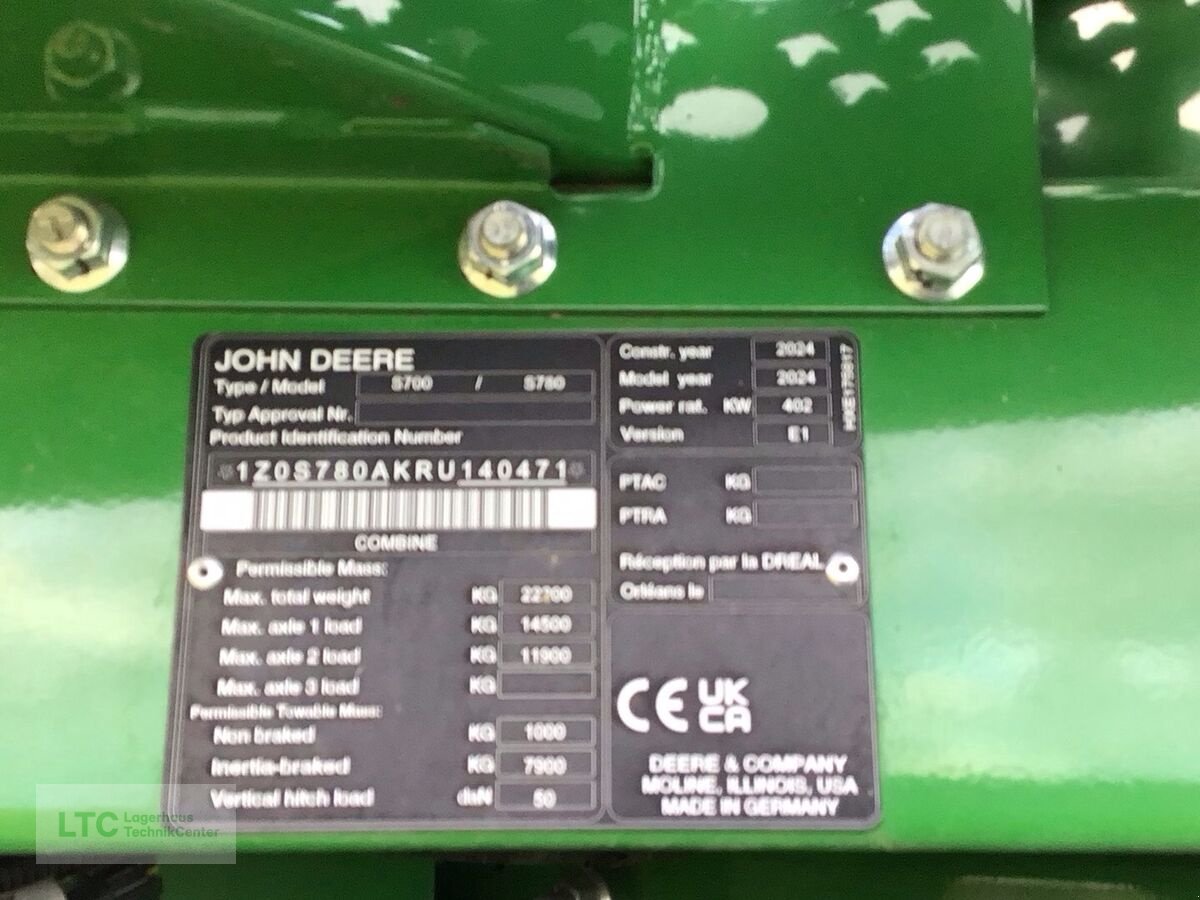 JOHN DEERE
Type / Model S700 / S780
Typ Approval Nr.
Product Identification Number
*1Z0S780AKRU140471*
COMBINE
Permissible Mass:
Max. total weight KG 22700
Max. axle 1 load KG 14500
Max. axle 2 load KG 11900
Max. axle 3 load KG
Permissible Towable Mass:
Non braked KG 1000
Inertia-braked KG 7900
Vertical hitch load daN 50
Constr. year 2024
Model year 2024
Power rat. KW 402
Version E1
PTAC KG
PTRA KG
Réception par la DREAL
Orléans le
CE UK
CA
DEERE & COMPANY
MOLINE, ILLINOIS, USA
MADE IN GERMANY
LTC Lagerhaus
TechnikCenter